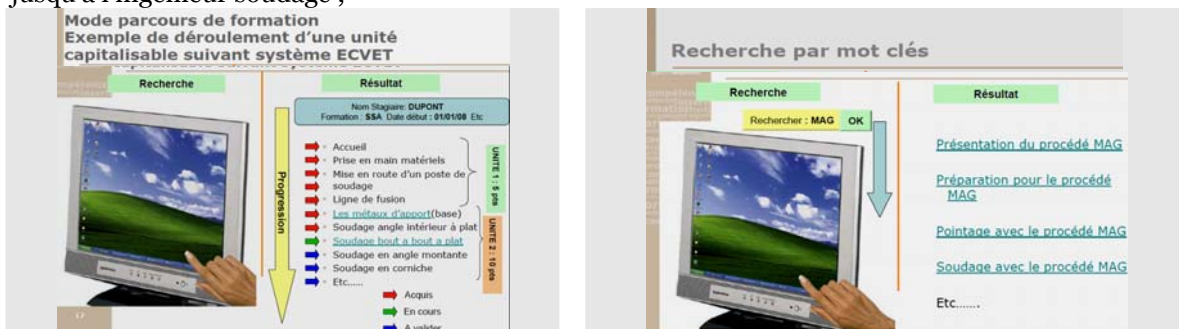 jusqu'à l'ingénieur soudage ;
Mode parcours de formation
Exemple de déroulement d'une unité
capitalisable suivant système ECVET
Recherche
Résultat
Nom Stagiaire: DUPONT
Formation : SSA Date début : 01/01/08 Etc
Progression
Accueil
Prise en main matériels
Mise en route d'un poste de
soudage
Ligne de fusion
Les métaux d'apport(base)
Soudage angle intérieur à plat
Soudage bout a bout a plat
Soudage en angle montante
Soudage en corniche
Etc......
UNITE 1 : 5 pts
UNITE 2 : 10 pts
Acquis
En cours
A valider
Recherche par mot clés
Recherche
Résultat
Rechercher : MAG OK
Présentation du procédé MAG
Préparation pour le procédé
MAG
Pointage avec le procédé MAG
Soudage avec le procédé MAG
Etc.......